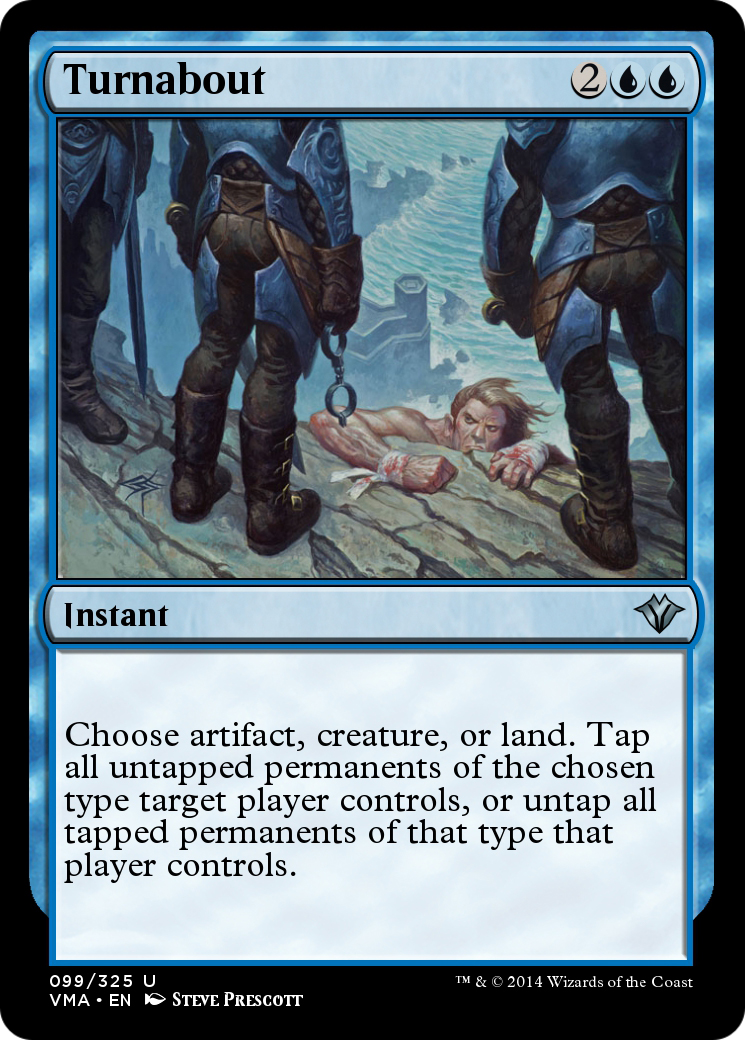 Turnabout 2
Instant
Choose artifact, creature, or land. Tap
all untapped permanents of the chosen
type target player controls, or untap all
tapped permanents of that type that
player controls.
099/325 U
™ & © 2014 Wizards of the Coast
VMA • EN STEVE PRESCOTT